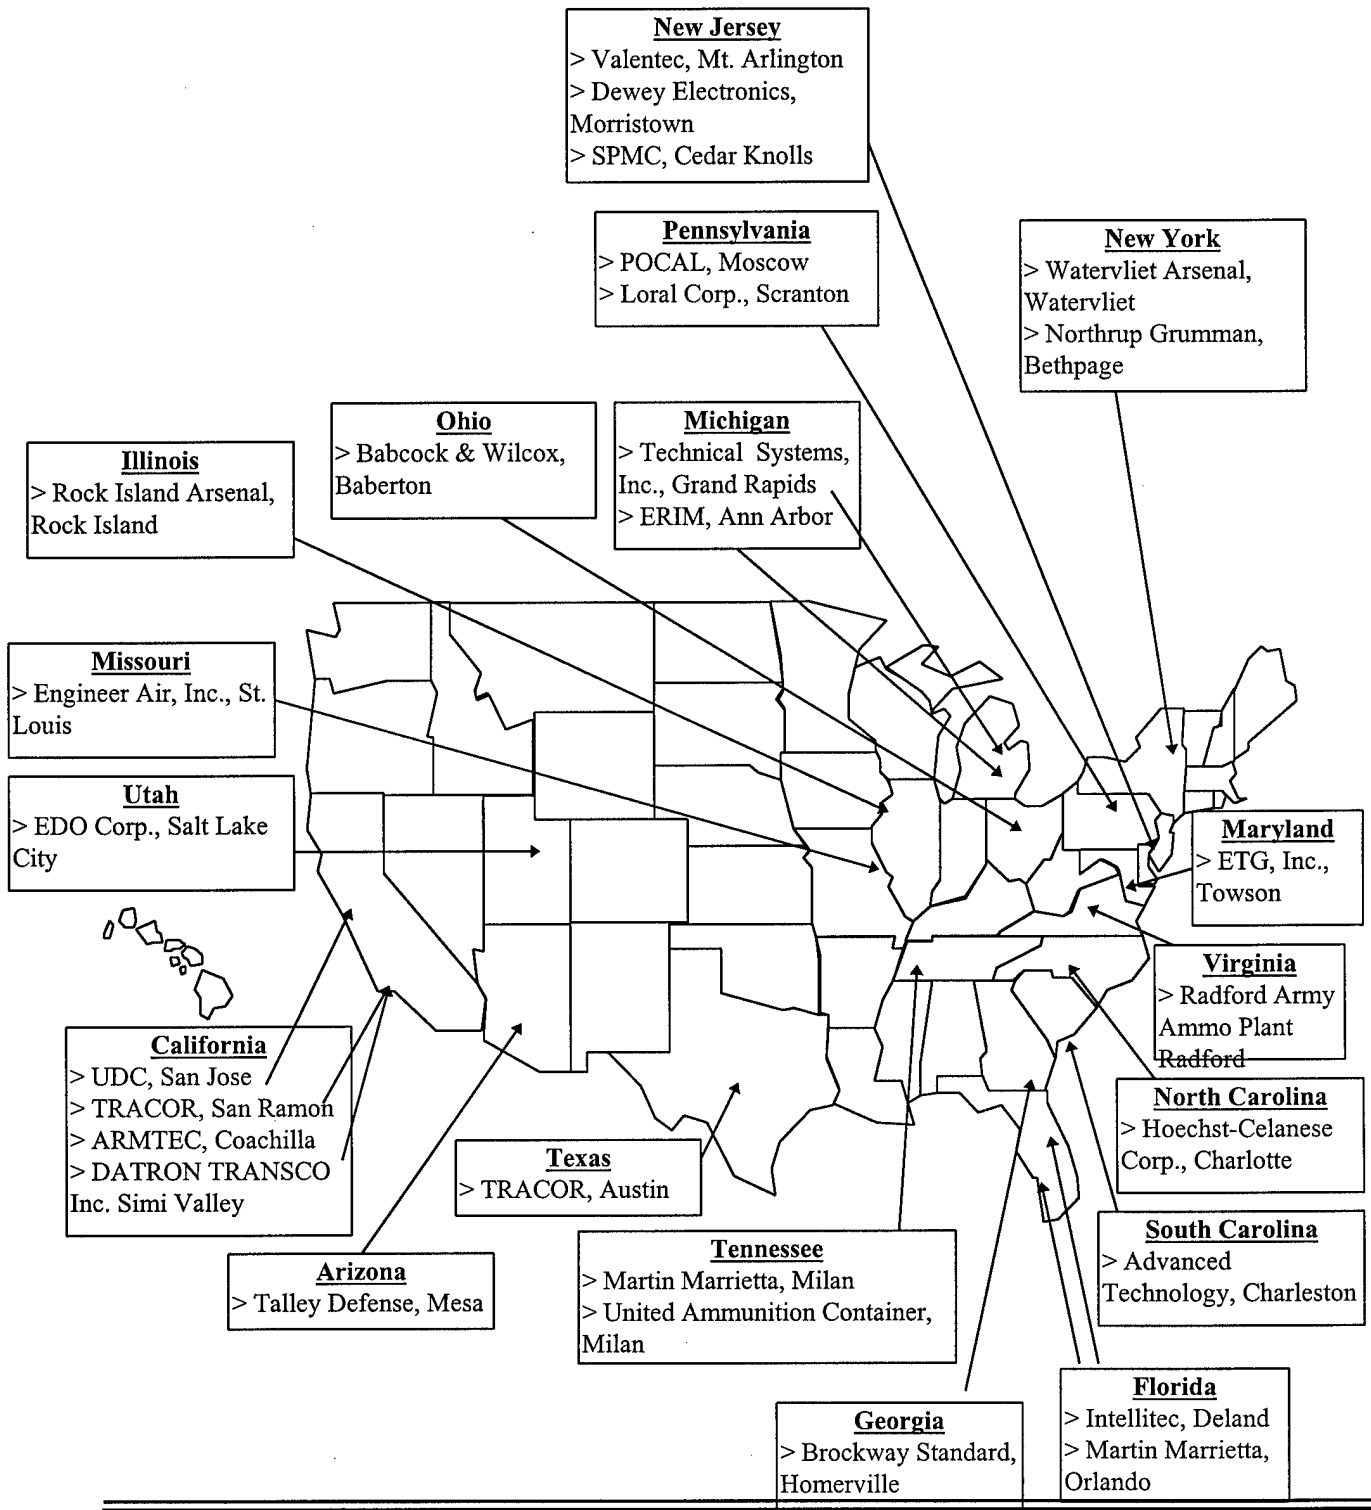 New Jersey
> Valentec, Mt. Arlington
> Dewey Electronics,
Morristown
> SPMC, Cedar Knolls
Pennsylvania
> POCAL, Moscow
> Loral Corp., Scranton
New York
> Watervliet Arsenal,
Watervliet
> Northrup Grumman,
Bethpage
Ohio
> Babcock & Wilcox,
Baberton
Michigan
> Technical Systems,
Inc., Grand Rapids
> ERIM, Ann Arbor
Illinois
> Rock Island Arsenal,
Rock Island
Missouri
> Engineer Air, Inc., St.
Louis
Utah
> EDO Corp., Salt Lake
City
Maryland
> ETG, Inc.,
Towson
Virginia
> Radford Army
Ammo Plant
Radford
California
> UDC, San Jose
> TRACOR, San Ramon
> ARMTEC, Coachilla
> DATRON TRANSCO
Inc. Simi Valley
North Carolina
> Hoechst-Celanese
Corp., Charlotte
Texas
> TRACOR, Austin
South Carolina
> Advanced
Technology, Charleston
Tennessee
> Martin Marrietta, Milan
> United Ammunition Container,
Milan
Arizona
> Talley Defense, Mesa
Florida
> Intellitec, Deland
> Martin Marrietta,
Orlando
Georgia
> Brockway Standard,
Homerville